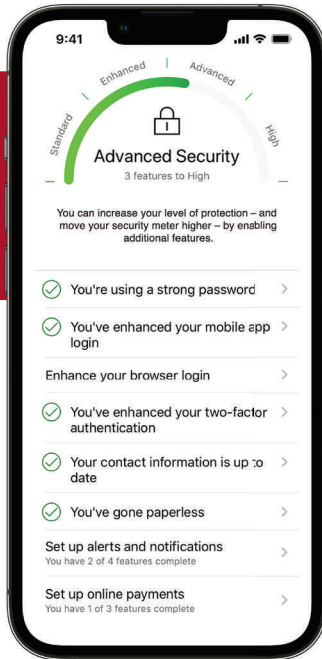 9:41
Standard
Enhanced
Advanced
High
Advanced Security
3 features to High
You can increase your level of protection – and
move your security meter higher – by enabling
additional features.
You're using a strong password
You've enhanced your mobile app
login
Enhance your browser login
You've enhanced your two-factor
authentication
Your contact information is up to
date
You've gone paperless
Set up alerts and notifications
You have 2 of 4 features complete
Set up online payments
You have 1 of 3 features complete